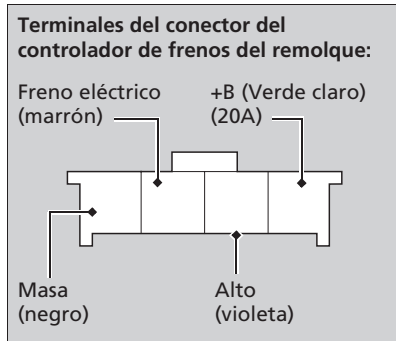 Terminales del conector del
controlador de frenos del remolque:
Freno eléctrico
(marrón)
+B (Verde claro)
(20A)
Masa
(negro)
Alto
(violeta)